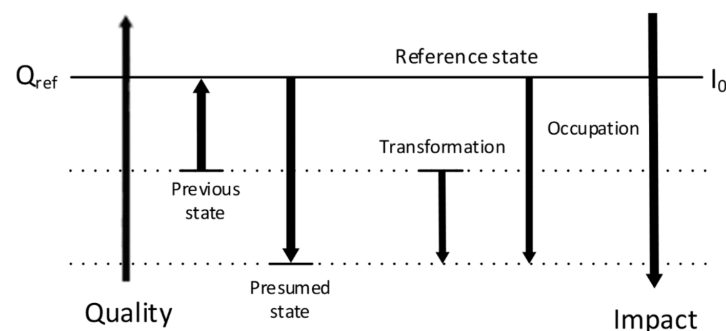 Reference state
Q_ref
I_0
Occupation
Transformation
Previous
state
Presumed
state
Quality
Impact